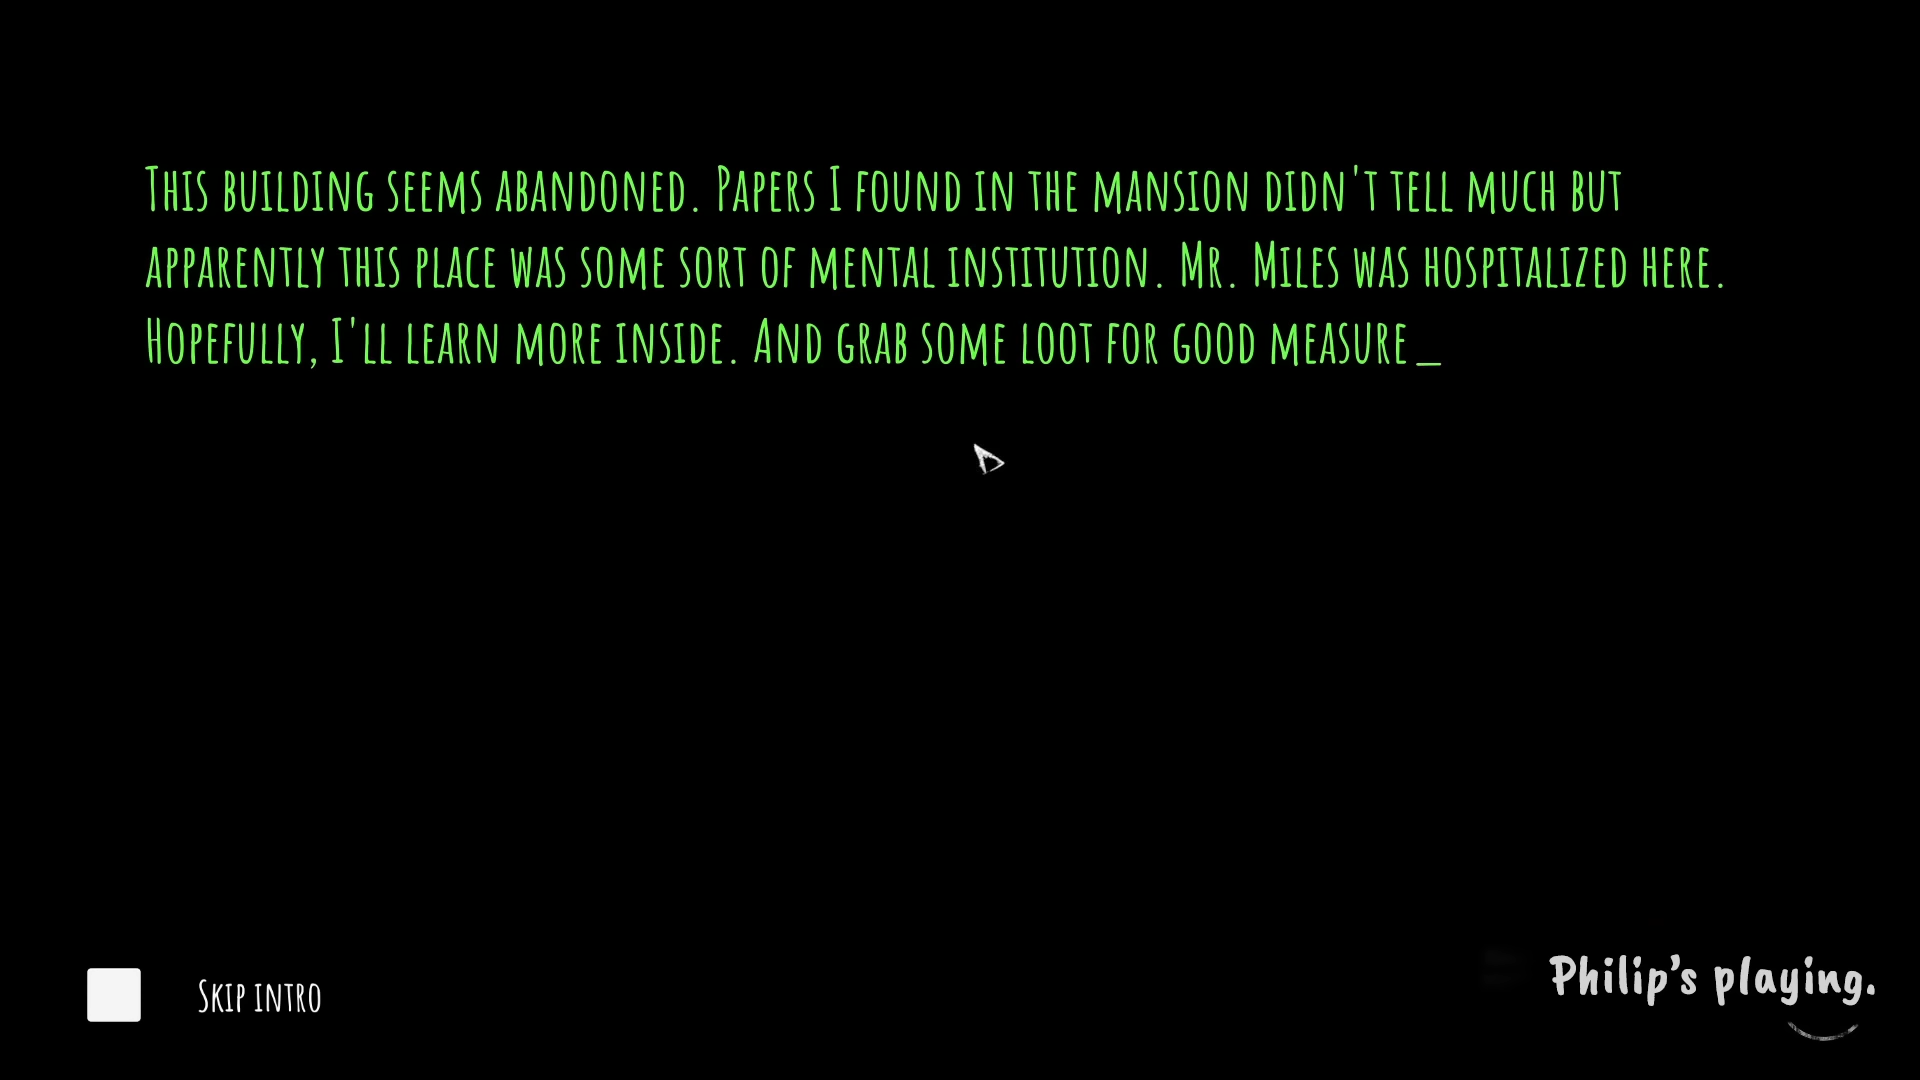 This building seems abandoned. Papers I found in the mansion didn't tell much but
apparently this place was some sort of mental institution. Mr. Miles was hospitalized here.
Hopefully, I'll learn more inside. And grab some loot for good measure_
Skip intro
Philip's playing.